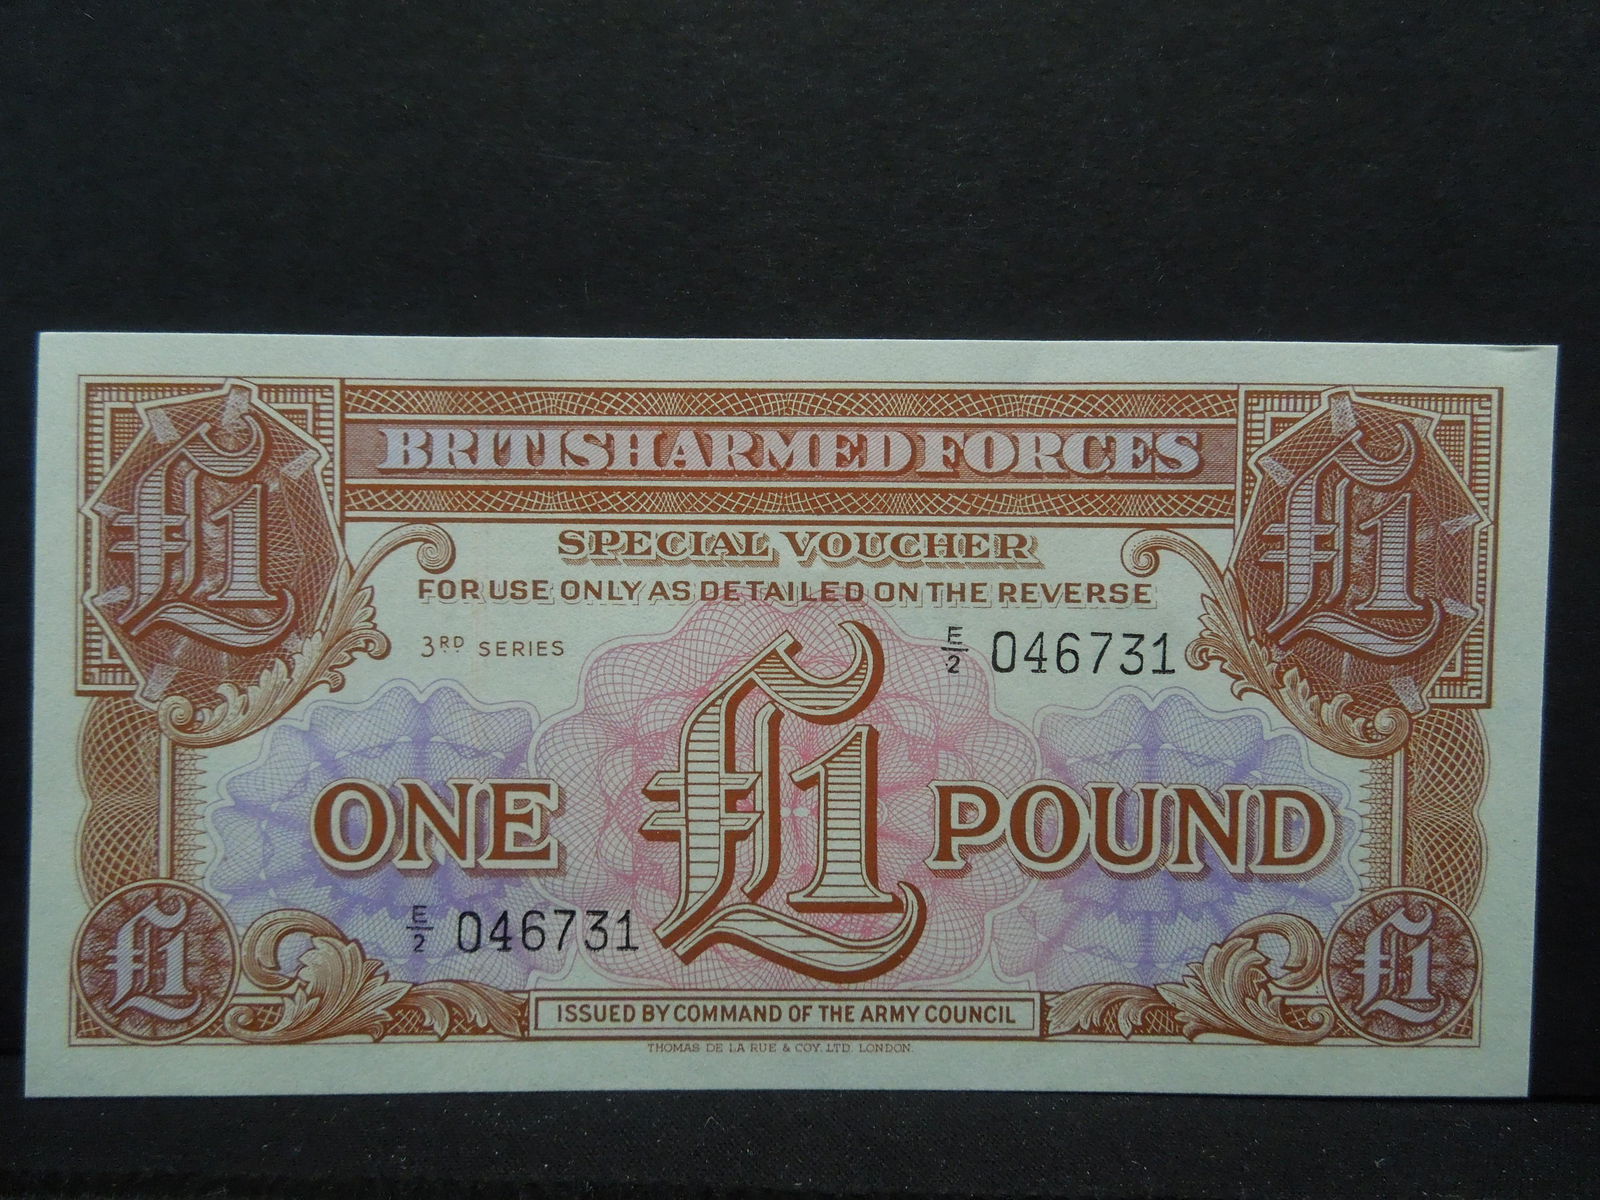 £1
£1
BRITISH ARMED FORCES
SPECIAL VOUCHER
FOR USE ONLY AS DETAILED ON THE REVERSE
3RD SERIES
E/2 046731
ONE £1 POUND
E/2 046731
£1
£1
ISSUED BY COMMAND OF THE ARMY COUNCIL
THOMAS DE LA RUE & COY. LTD. LONDON.